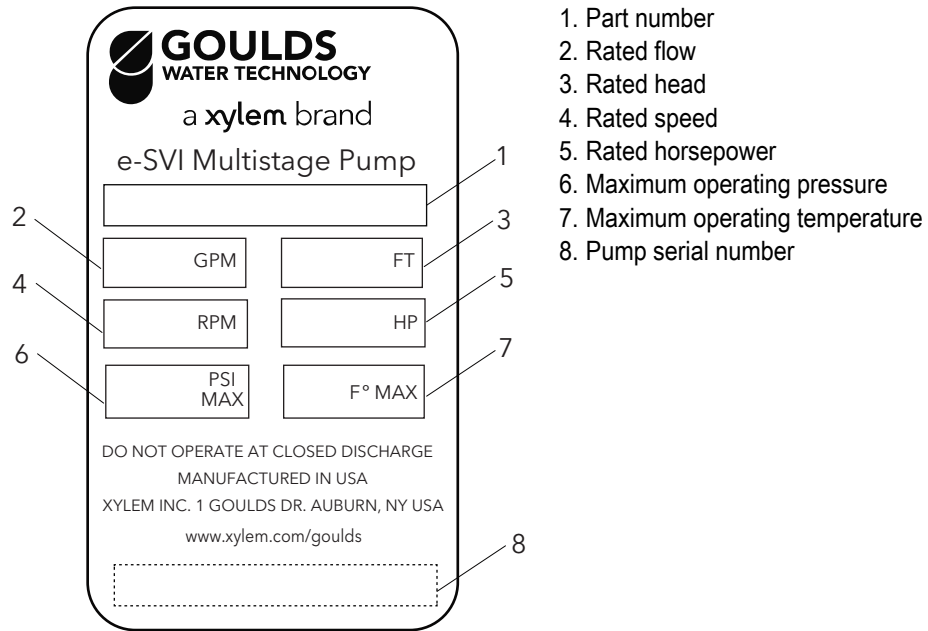 GOULDS
WATER TECHNOLOGY
a xylem brand
e-SVI Multistage Pump
1
2
GPM
FT
3
4
RPM
HP
5
6
PSI
MAX
F° MAX
7
DO NOT OPERATE AT CLOSED DISCHARGE
MANUFACTURED IN USA
XYLEM INC. 1 GOULDS DR. AUBURN, NY USA
www.xylem.com/goulds
8
1. Part number
2. Rated flow
3. Rated head
4. Rated speed
5. Rated horsepower
6. Maximum operating pressure
7. Maximum operating temperature
8. Pump serial number